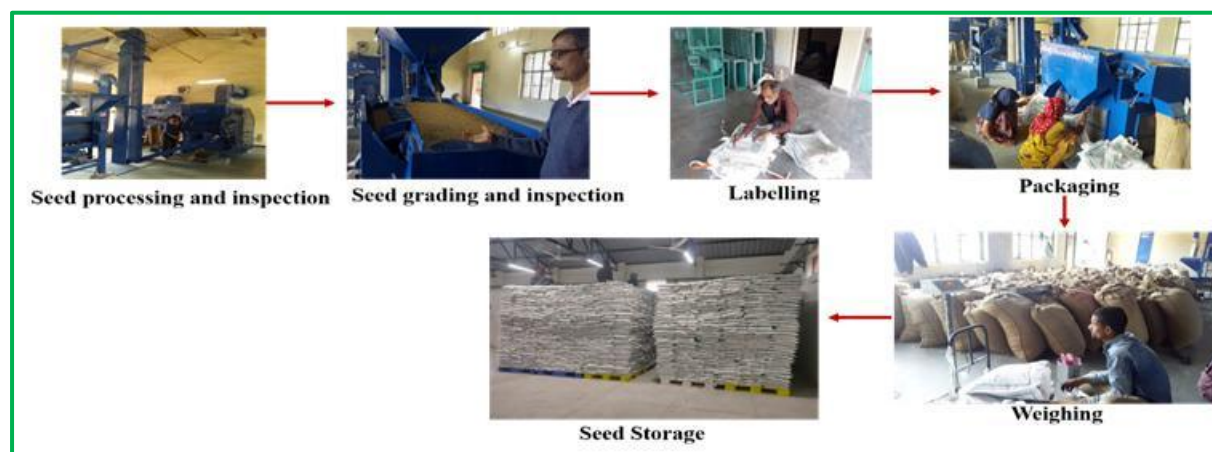 Seed processing and inspection
Seed grading and inspection
Labelling
Packaging
Weighing
Seed Storage